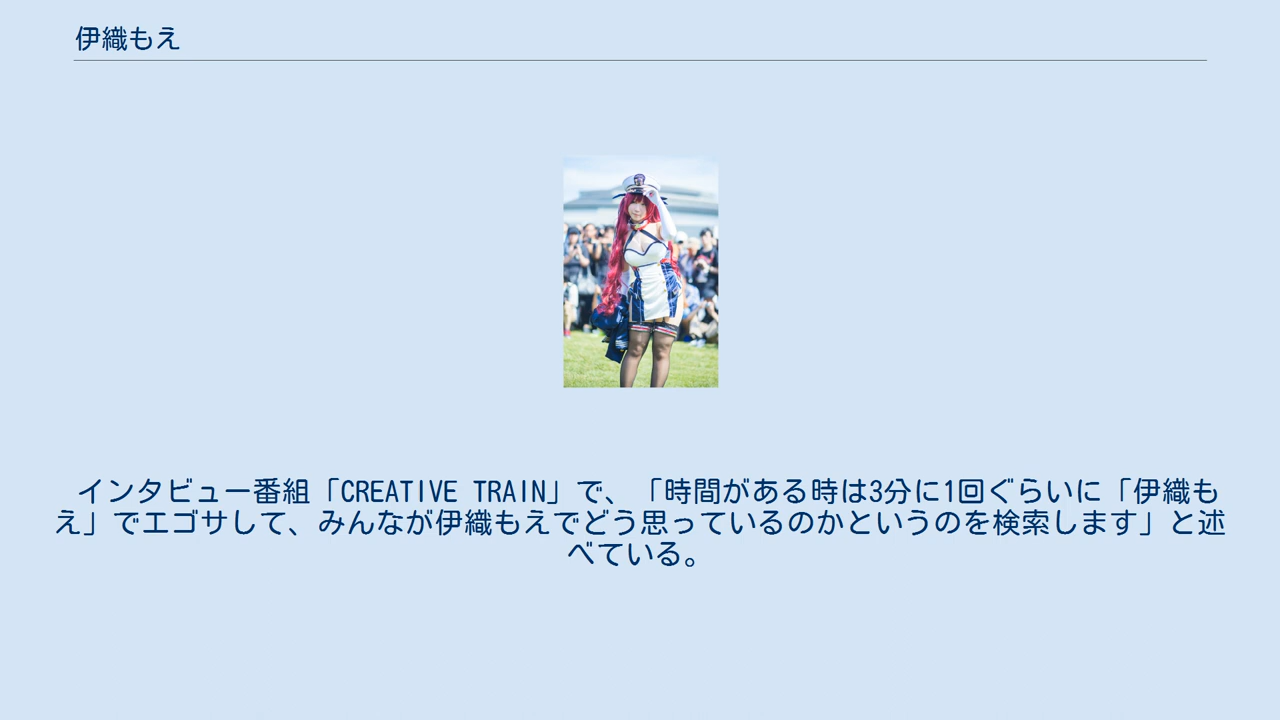 伊織もえ
インタビュー番組「CREATIVE TRAIN」で、「時間がある時は3分に1回ぐらいに「伊織も
え」でエゴサして、みんなが伊織もえでどう思っているのかというのを検索します」と述
べている。